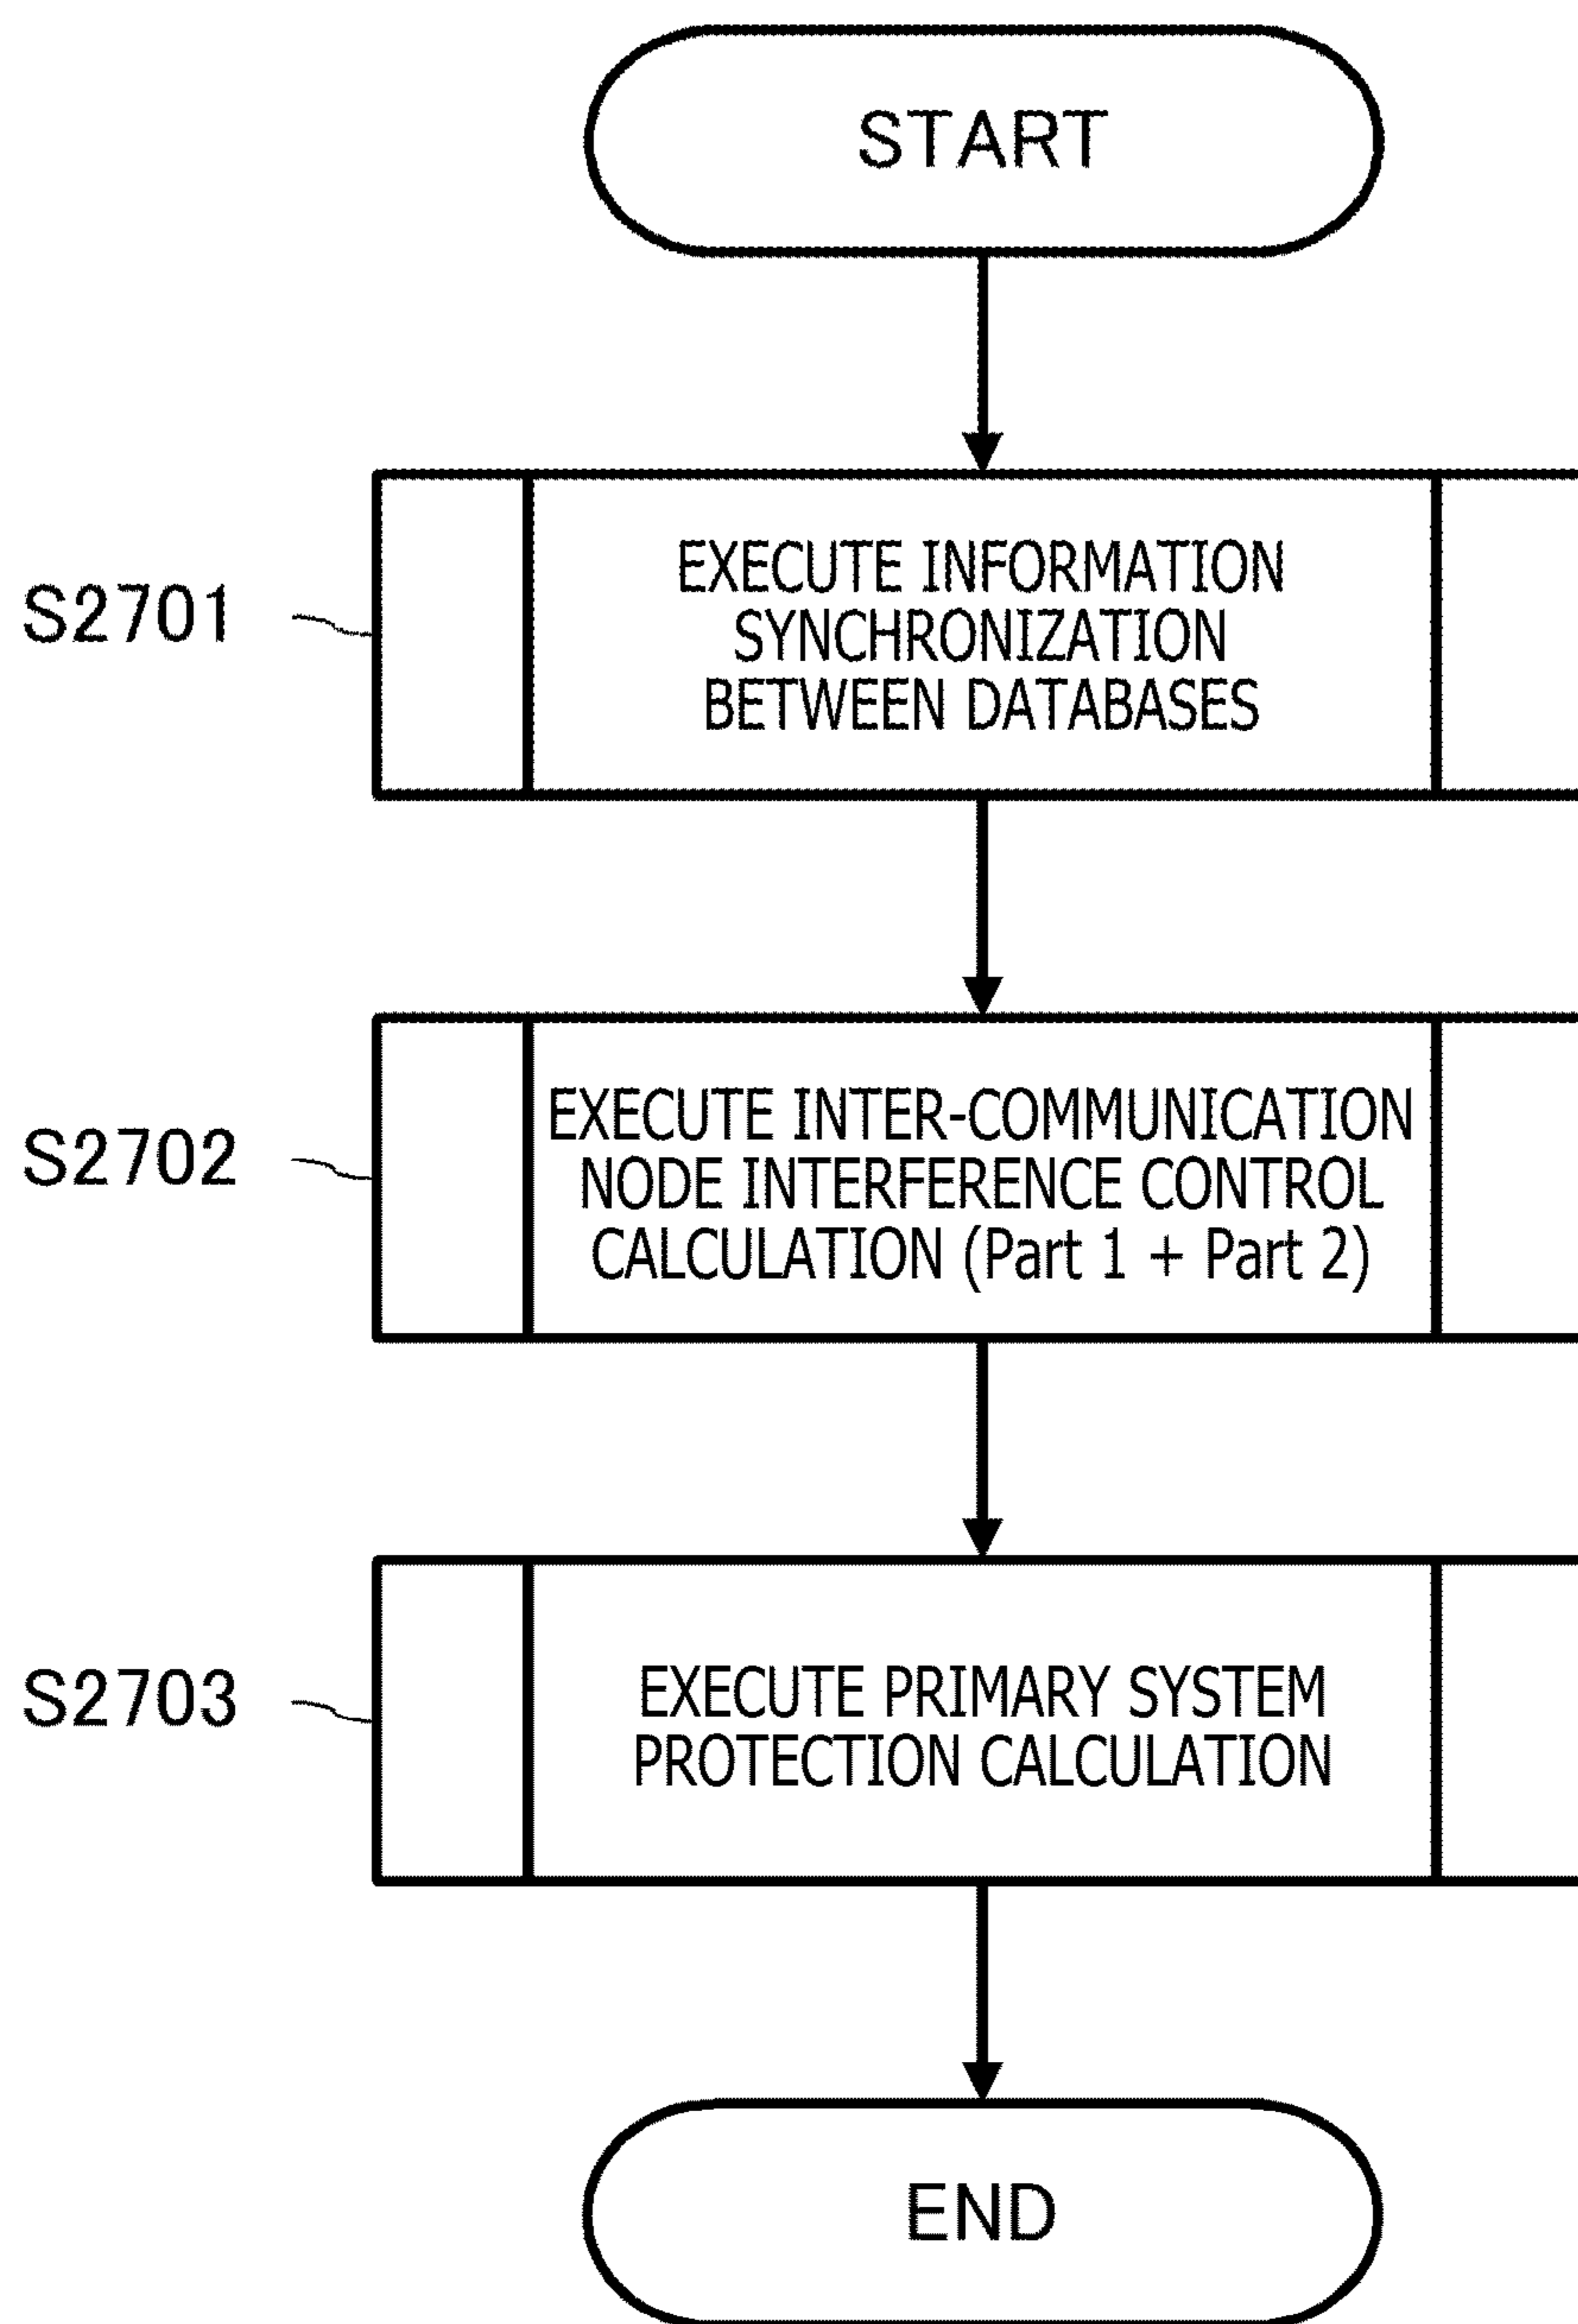 START
S2701
EXECUTE INFORMATION
SYNCHRONIZATION
BETWEEN DATABASES
S2702
EXECUTE INTER-COMMUNICATION
NODE INTERFERENCE CONTROL
CALCULATION (Part 1 + Part 2)
S2703
EXECUTE PRIMARY SYSTEM
PROTECTION CALCULATION
END